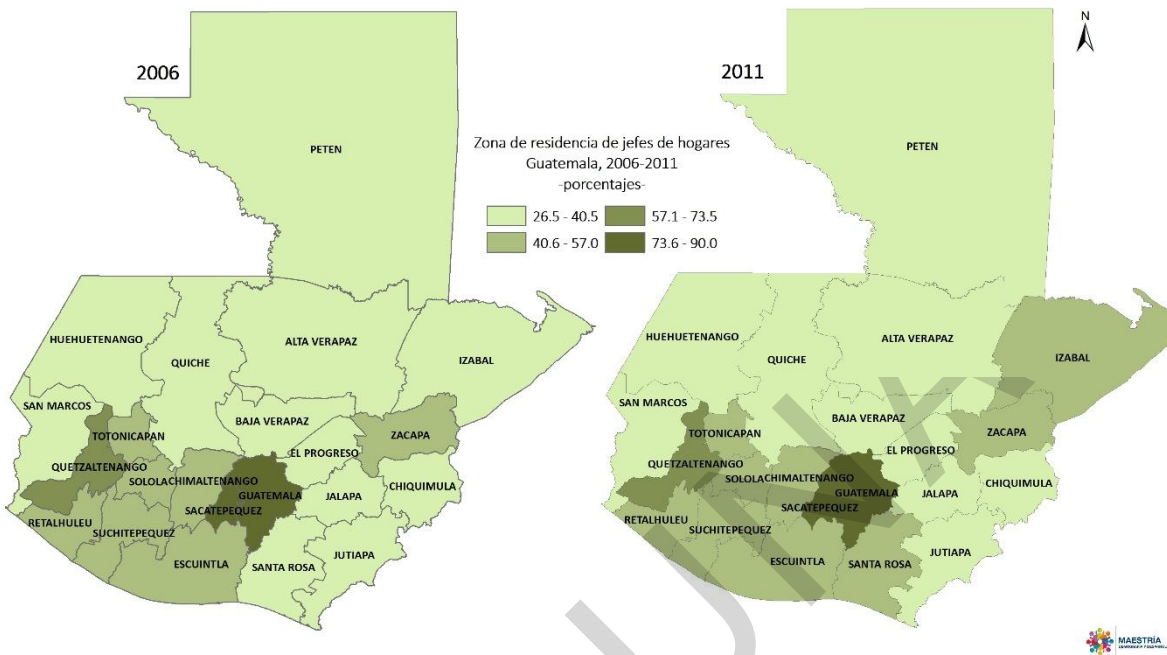 2006
PETEN
HUEHUETENANGO
QUICHE
ALTA VERAPAZ
IZABAL
SAN MARCOS
TOTONICAPAN
BAJA VERAPAZ
ZACAPA
QUETZALTENANGO
EL PROGRESO
SOLOLA
CHIMALTENANGO
GUATEMALA
JALAPA
CHIQUIMULA
RETALHULEU
SACATEPEQUEZ
SUCHITEPEQUEZ
ESCUINTLA
SANTA ROSA
JUTIAPA
Zona de residencia de jefes de hogares
Guatemala, 2006-2011
-porcentajes-
26.5 - 40.5
57.1 - 73.5
40.6 - 57.0
73.6 - 90.0
2011
N
PETEN
HUEHUETENANGO
QUICHE
ALTA VERAPAZ
IZABAL
SAN MARCOS
TOTONICAPAN
BAJA VERAPAZ
ZACAPA
QUETZALTENANGO
EL PROGRESO
SOLOLA
CHIMALTENANGO
GUATEMALA
JALAPA
CHIQUIMULA
RETALHULEU
SACATEPEQUEZ
SUCHITEPEQUEZ
ESCUINTLA
SANTA ROSA
JUTIAPA
MAESTRÍA